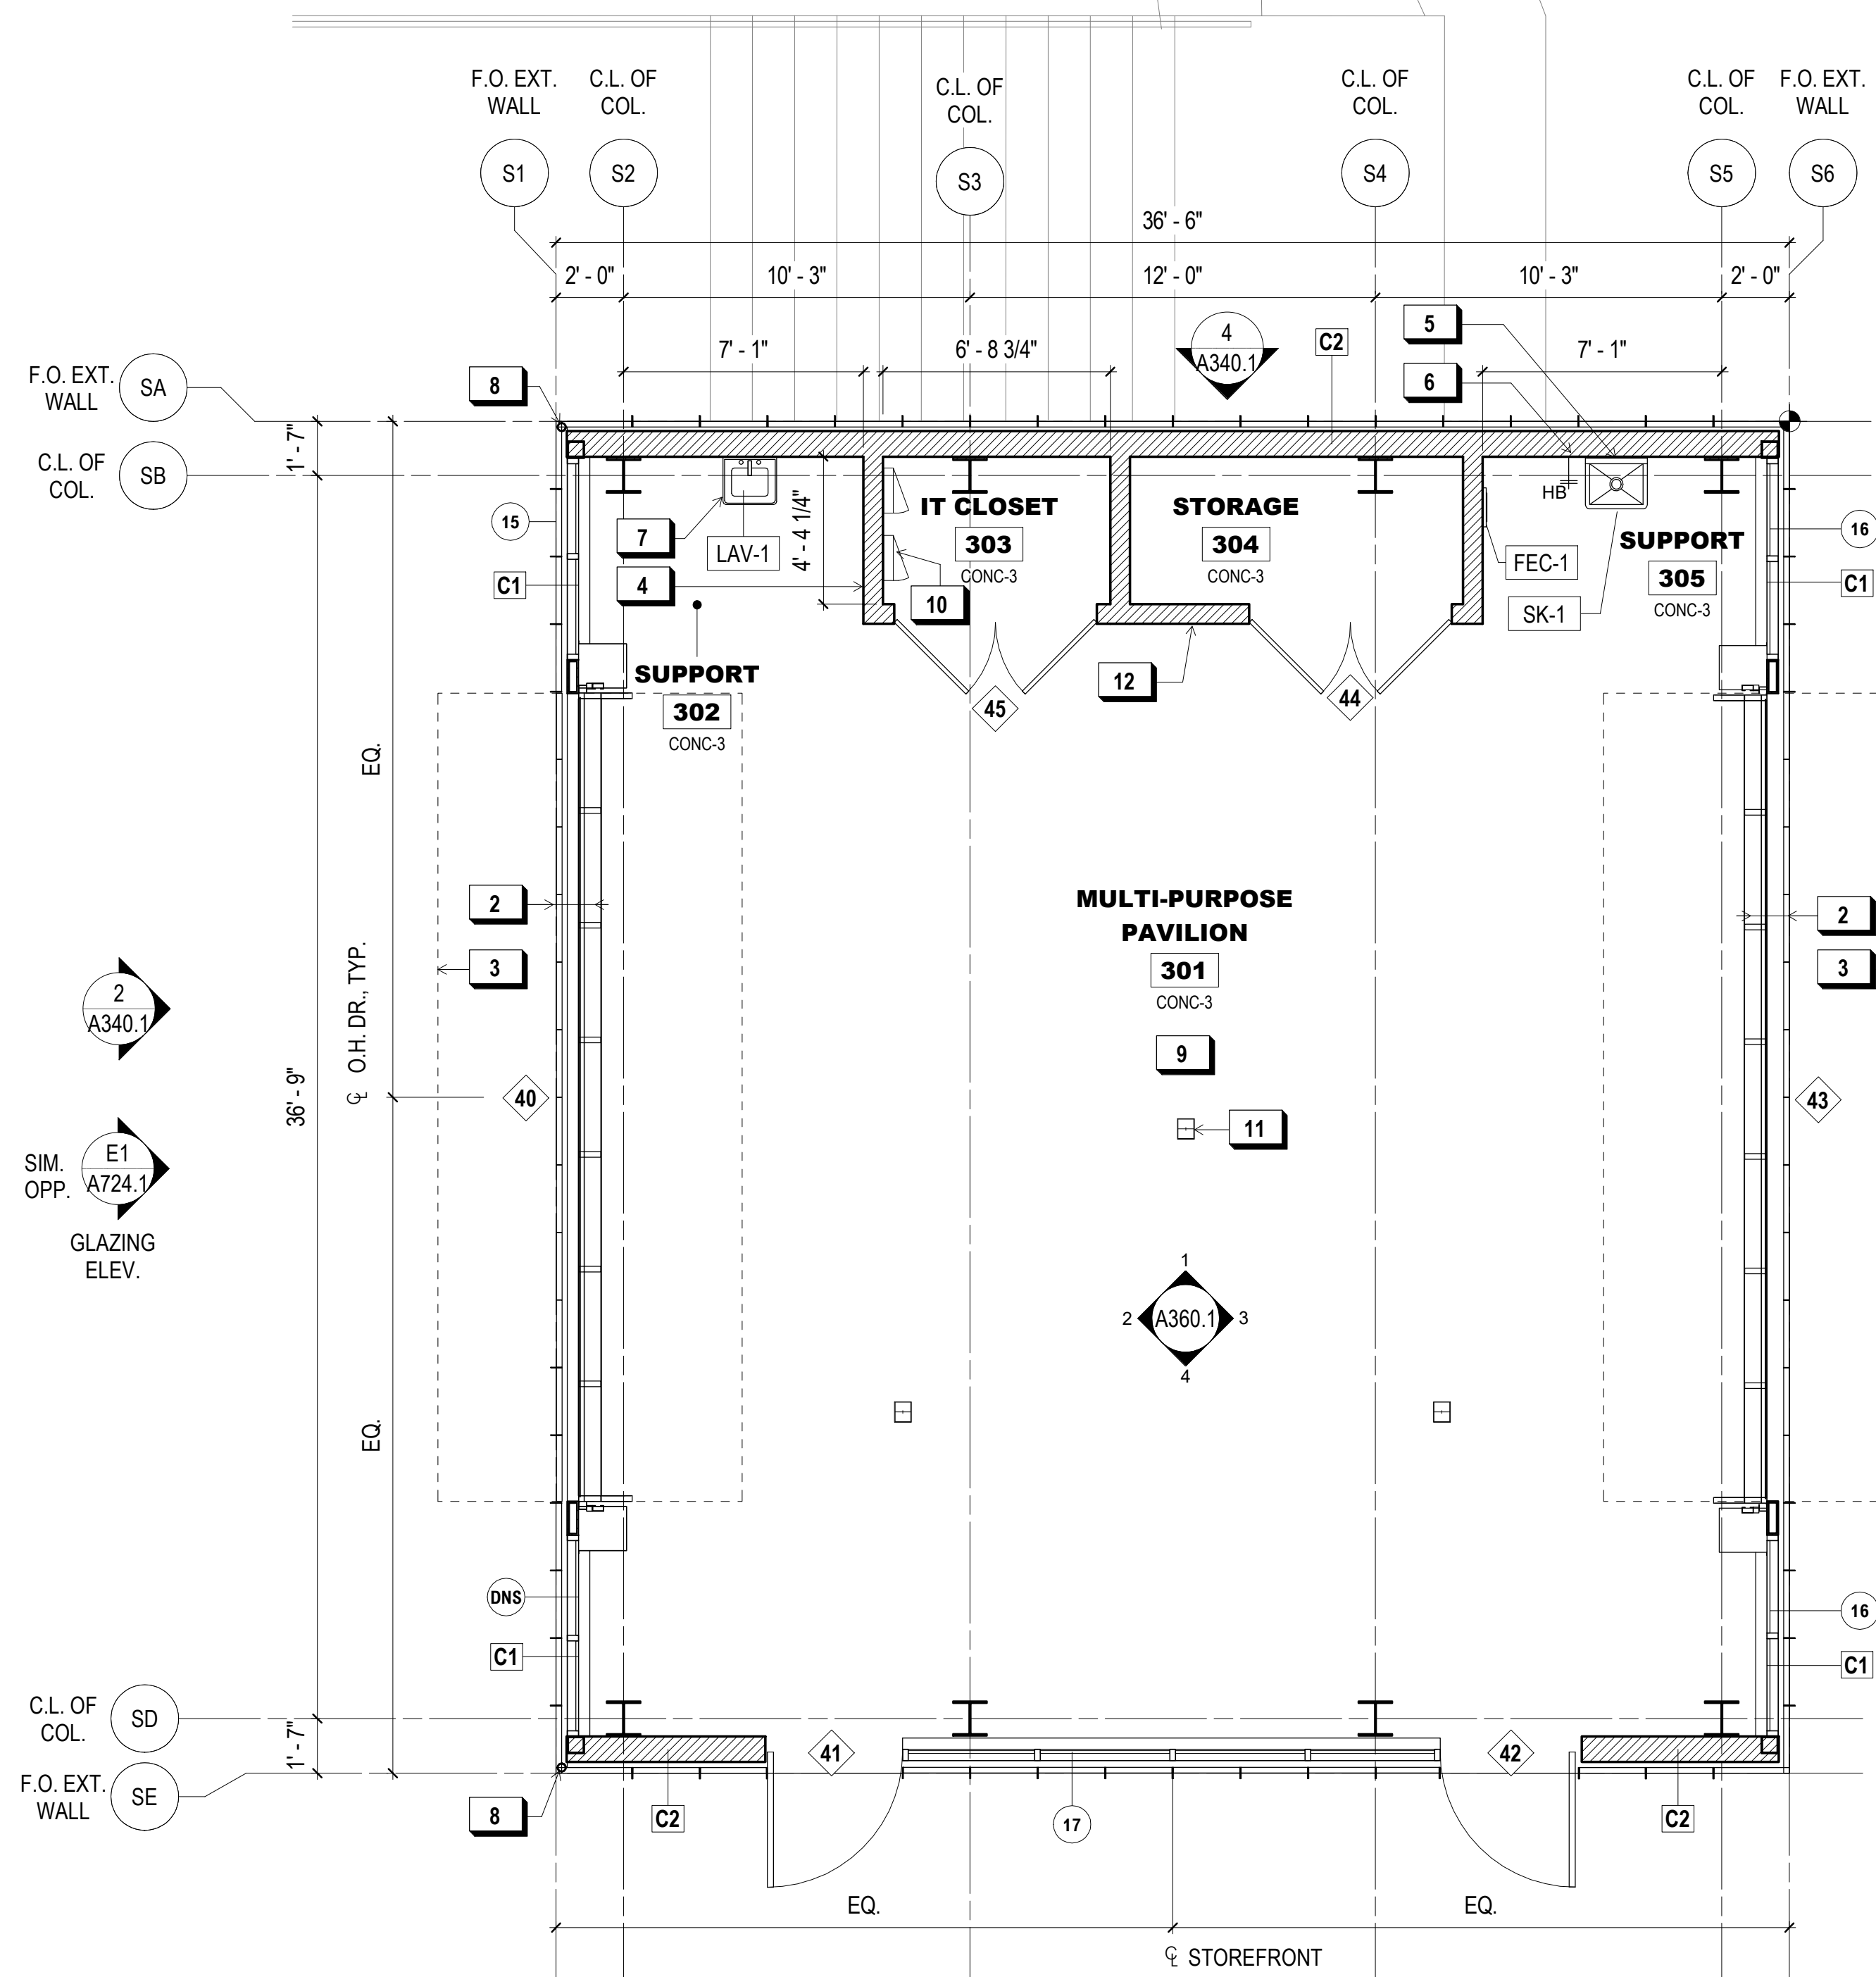 F.O. EXT.
WALL
C.L. OF
COL.
C.L. OF
COL.
C.L. OF
COL.
C.L. OF
COL.
F.O. EXT.
WALL
S1
S2
S3
S4
S5
S6
36' - 6"
2' - 0"
10' - 3"
12' - 0"
10' - 3"
2' - 0"
7' - 1"
6' - 8 3/4"
4
A340.1
C2
5
7' - 1"
6
F.O. EXT.
WALL
SA
8
1' - 7"
C.L. OF
COL.
SB
15
7
LAV-1
4' - 4 1/4"
IT CLOSET
303
CONC-3
STORAGE
304
CONC-3
HB
SUPPORT
305
CONC-3
16
FEC-1
C1
4
10
SK-1
C1
SUPPORT
302
CONC-3
12
45
44
EQ.
2
MULTI-PURPOSE
PAVILION
301
CONC-3
2
3
3
2
A340.1
℄ O.H. DR., TYP.
9
36' - 9"
40
43
11
SIM.
OPP.
E1
A724.1
GLAZING
ELEV.
1
2
A360.1
3
4
EQ.
DNS
16
C1
C1
C.L. OF
COL.
SD
1' - 7"
41
42
F.O. EXT.
WALL
SE
8
C2
17
C2
EQ.
EQ.
℄ STOREFRONT